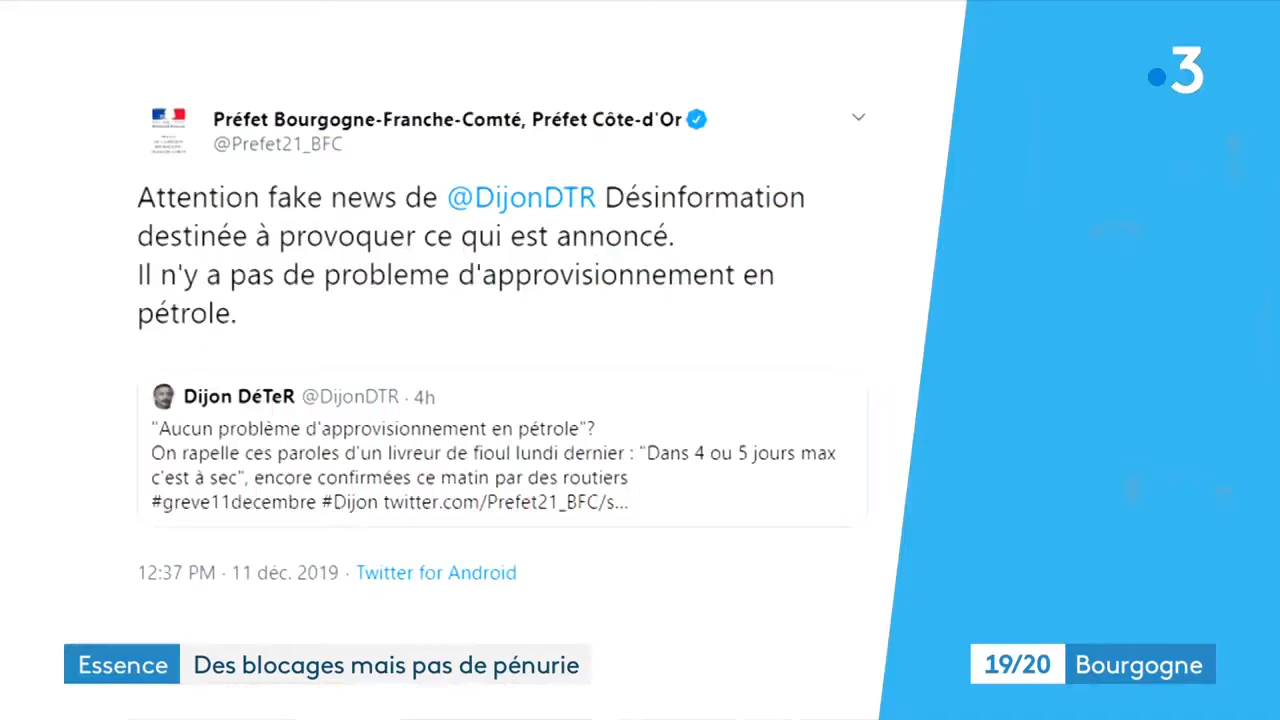 3
Préfet Bourgogne-Franche-Comté, Préfet Côte-d'Or
@Prefet21_BFC
Attention fake news de @DijonDTR Désinformation
destinée à provoquer ce qui est annoncé.
Il n'y a pas de probleme d'approvisionnement en
pétrole.
Dijon DéTeR @DijonDTR · 4h
"Aucun problème d'approvisionnement en pétrole"?
On rapelle ces paroles d'un livreur de fioul lundi dernier : "Dans 4 ou 5 jours max
c'est à sec", encore confirmées ce matin par des routiers
#greve11decembre #Dijon twitter.com/Prefet21_BFC/s...
12:37 PM · 11 déc. 2019 · Twitter for Android
Essence Des blocages mais pas de pénurie
19/20 Bourgogne